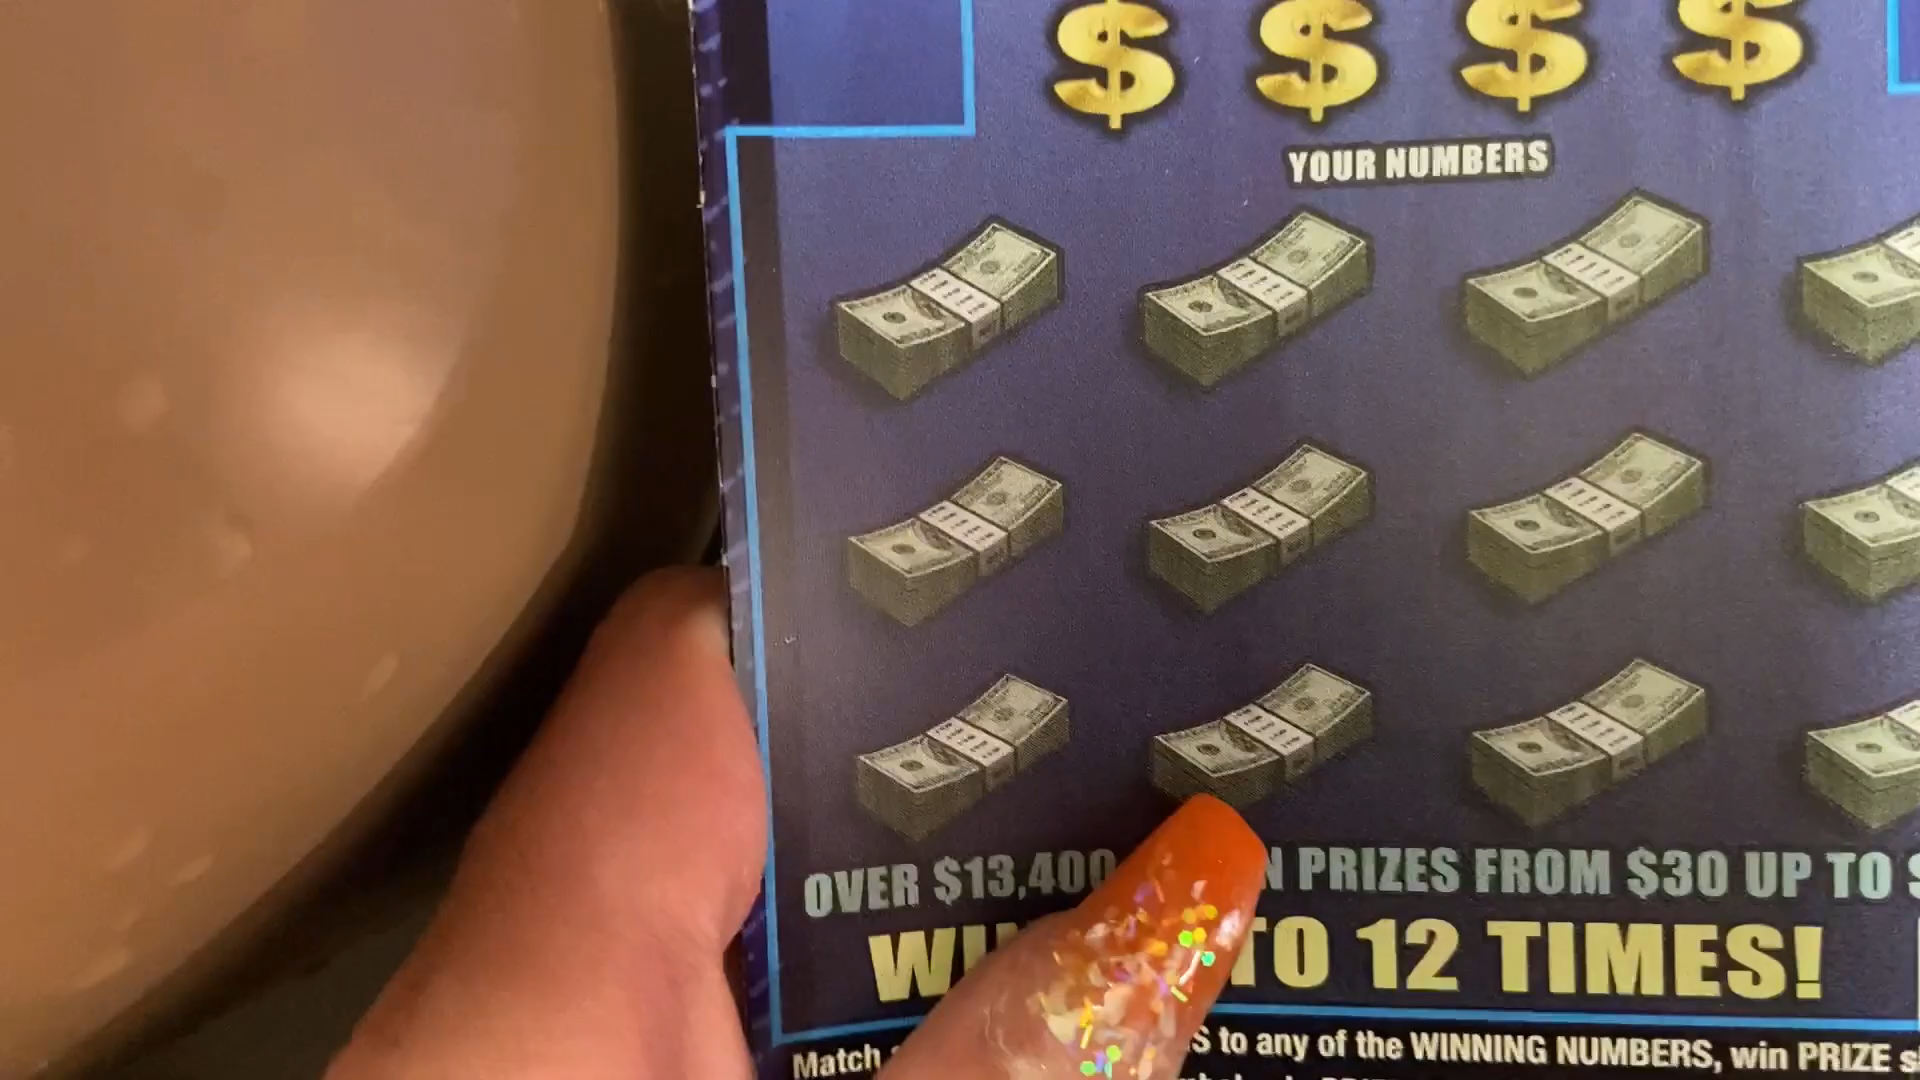 $ $ $ $
YOUR NUMBERS
OVER $13,400 PRIZES FROM $30 UP TO
TO 12 TIMES!
Match to any of the WINNING NUMBERS, win PRIZE